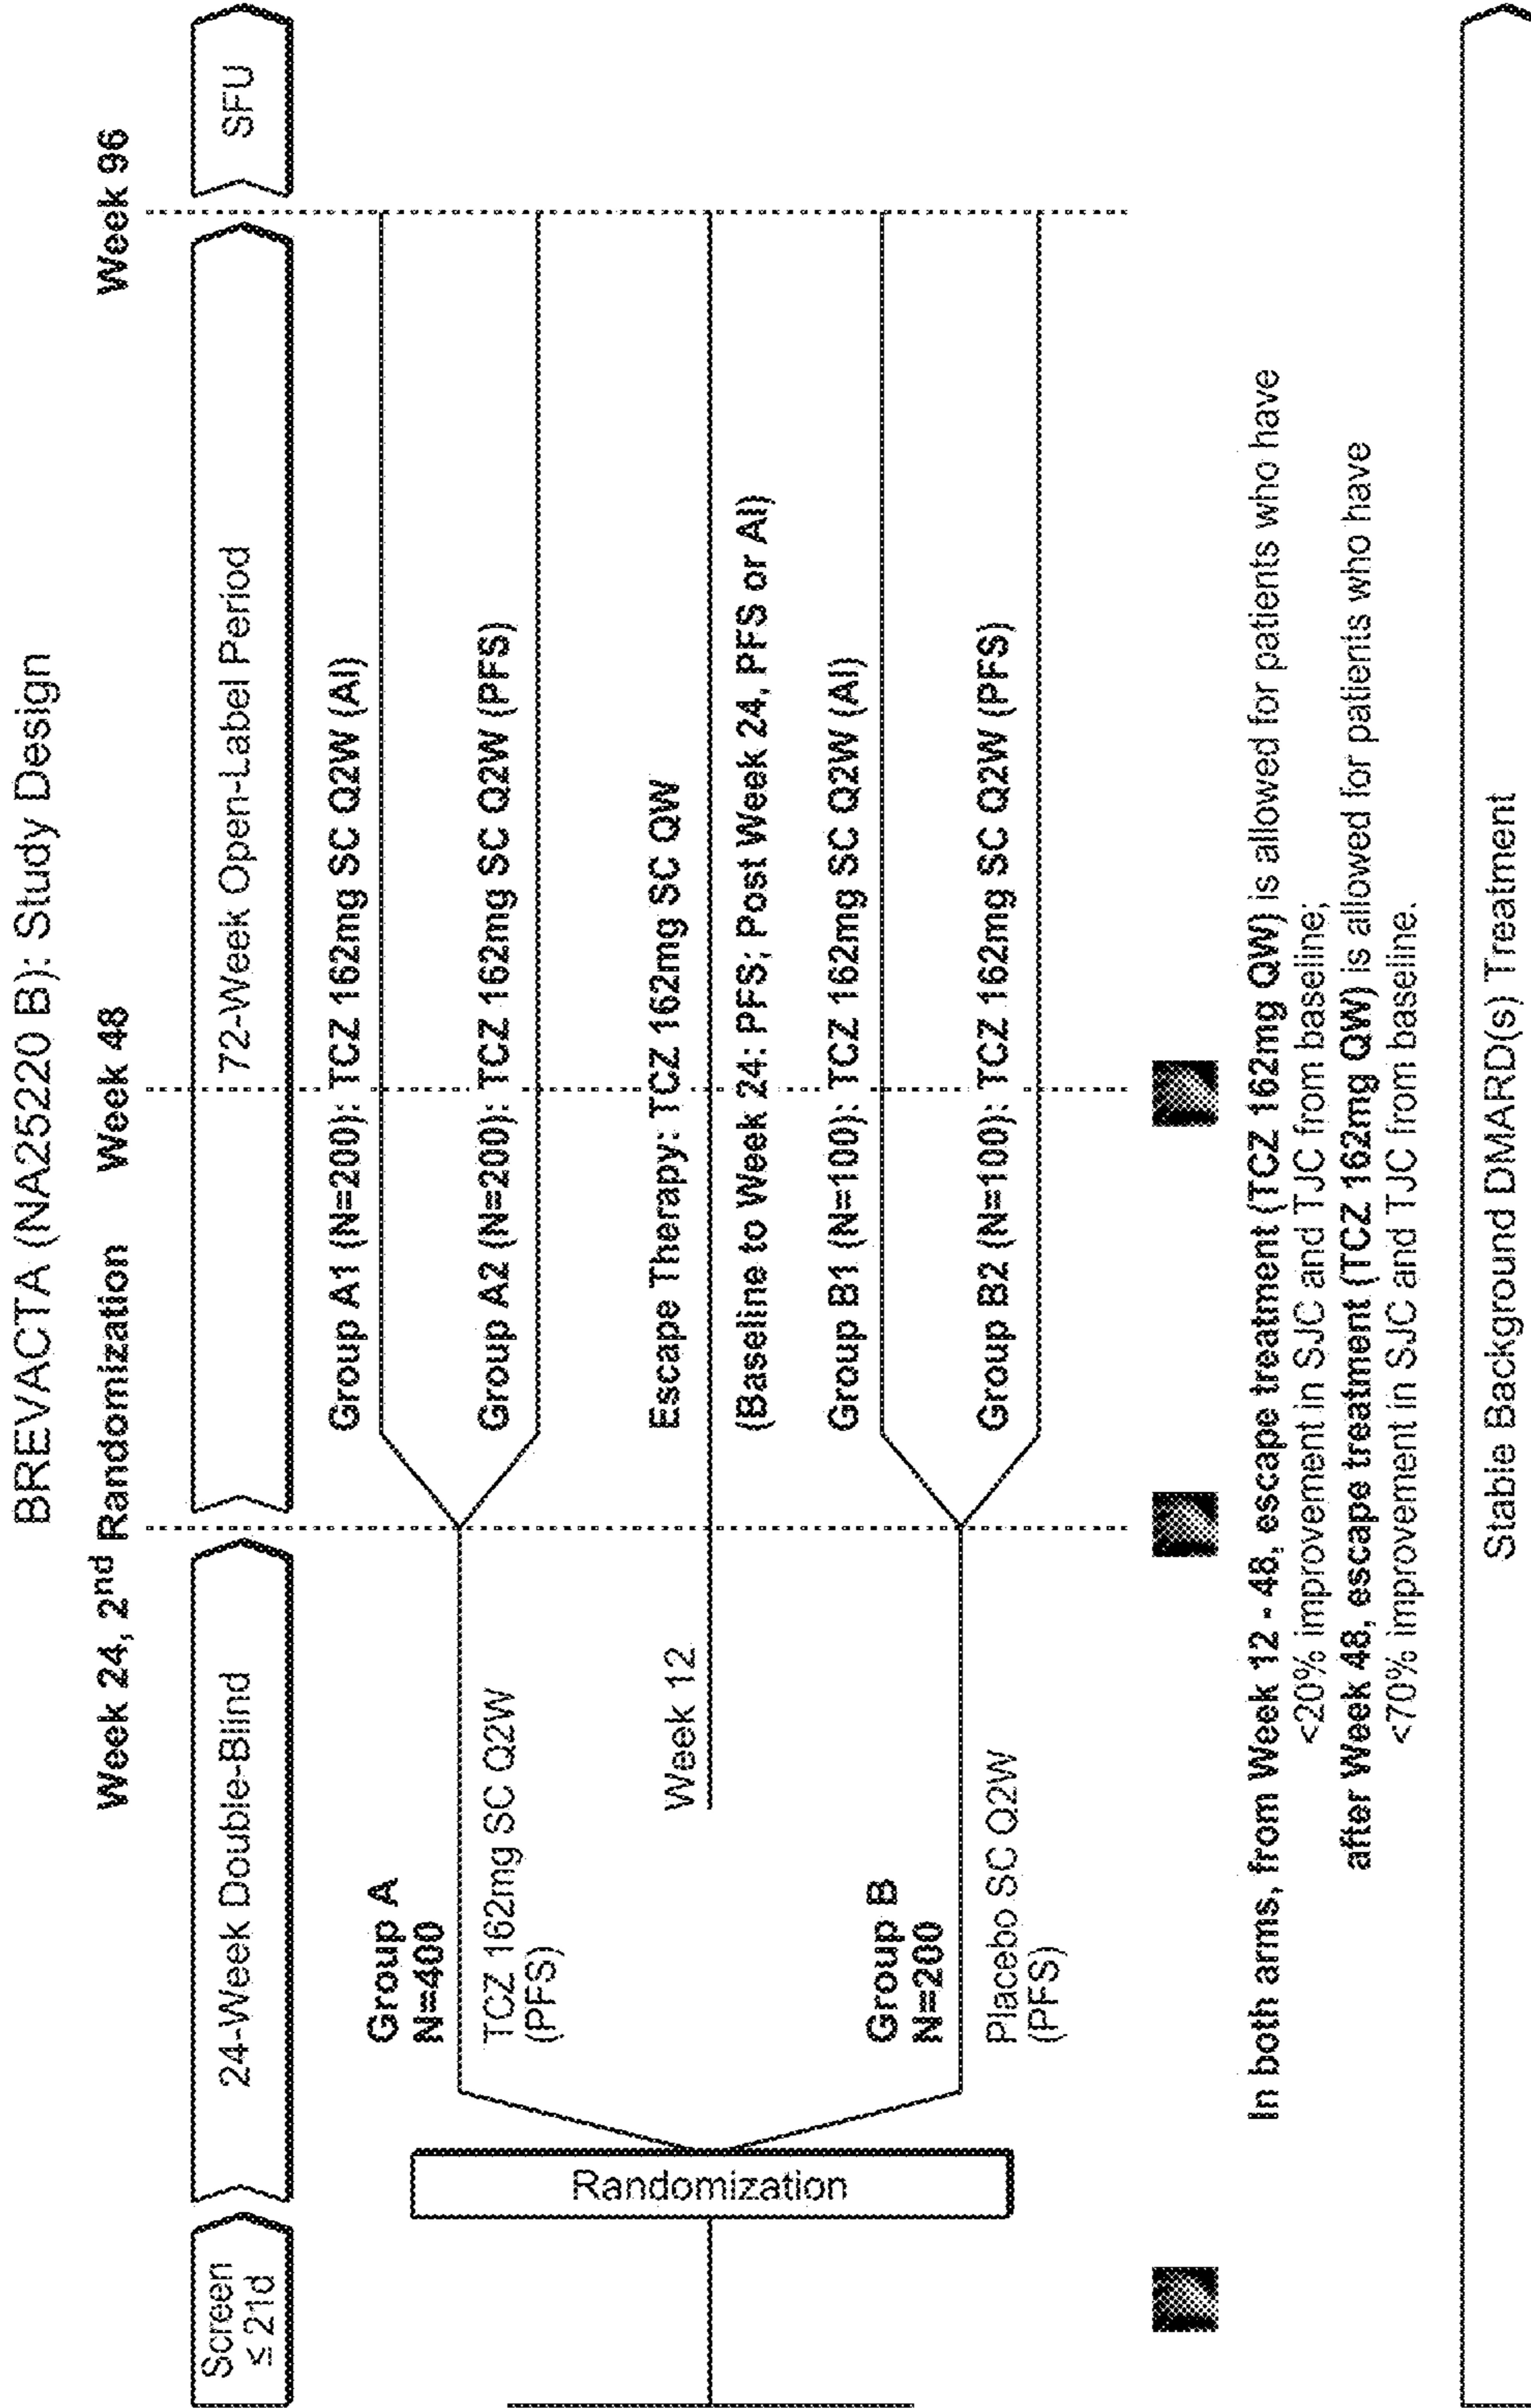 BREVACTA (NA25220 B): Study Design
Week 24, 2nd Randomization
Week 48
Week 96
Screen
≤ 21d
24-Week Double-Blind
72-Week Open-Label Period
SFU
Group A
N=400
TCZ 162mg SC Q2W
(PFS)
Group A1 (N=200): TCZ 162mg SC Q2W (AI)
Group A2 (N=200): TCZ 162mg SC Q2W (PFS)
Randomization
Week 12
Escape Therapy: TCZ 162mg SC QW
(Baseline to Week 24: PFS; Post Week 24, PFS or AI)
Group B
N=200
Placebo SC Q2W
(PFS)
Group B1 (N=100): TCZ 162mg SC Q2W (AI)
Group B2 (N=100): TCZ 162mg SC Q2W (PFS)
In both arms, from Week 12 - 48, escape treatment (TCZ 162mg QW) is allowed for patients who have
<20% improvement in SJC and TJC from baseline;
after Week 48, escape treatment (TCZ 162mg QW) is allowed for patients who have
<70% improvement in SJC and TJC from baseline.
Stable Background DMARD(s) Treatment